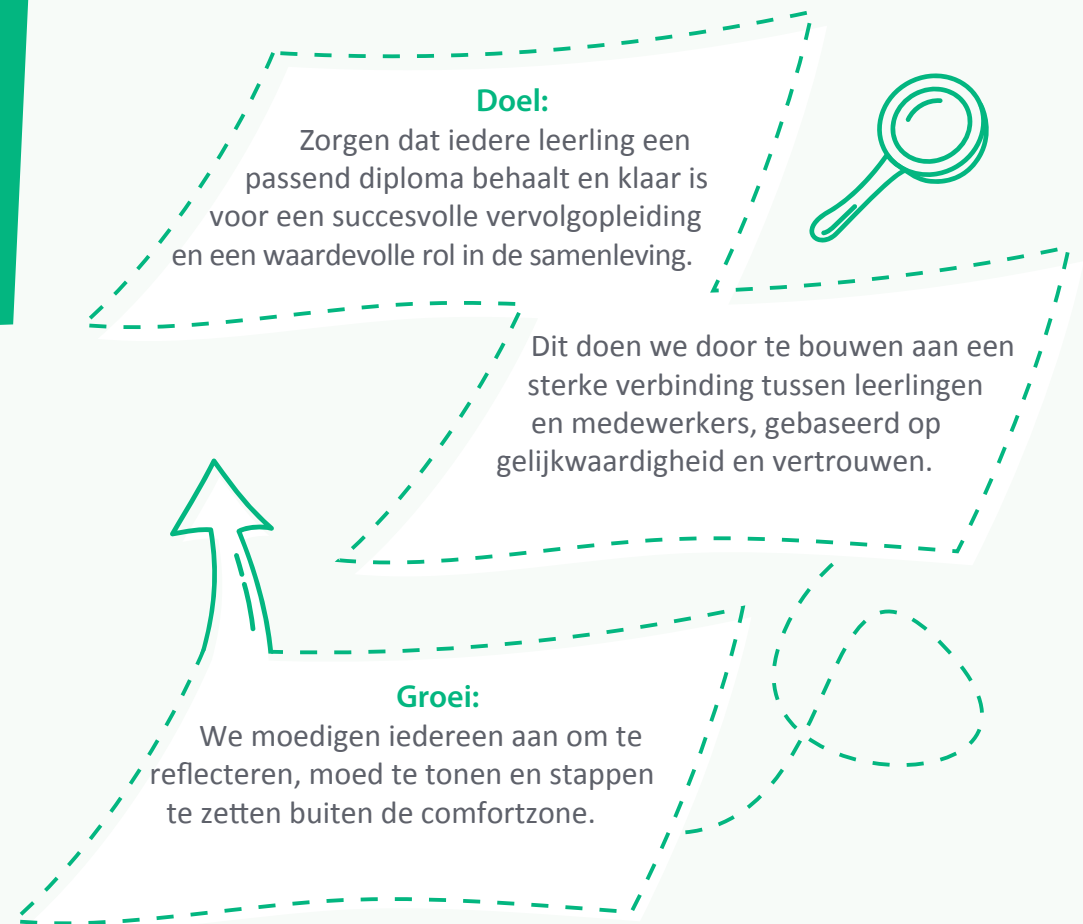 Doel:
Zorgen dat iedere leerling een
passend diploma behaalt en klaar is
voor een succesvolle vervolgopleiding
en een waardevolle rol in de samenleving.
Dit doen we door te bouwen aan een
sterke verbinding tussen leerlingen
en medewerkers, gebaseerd op
gelijkwaardigheid en vertrouwen.
Groei:
We moedigen iedereen aan om te
reflecteren, moed te tonen en stappen
te zetten buiten de comfortzone.